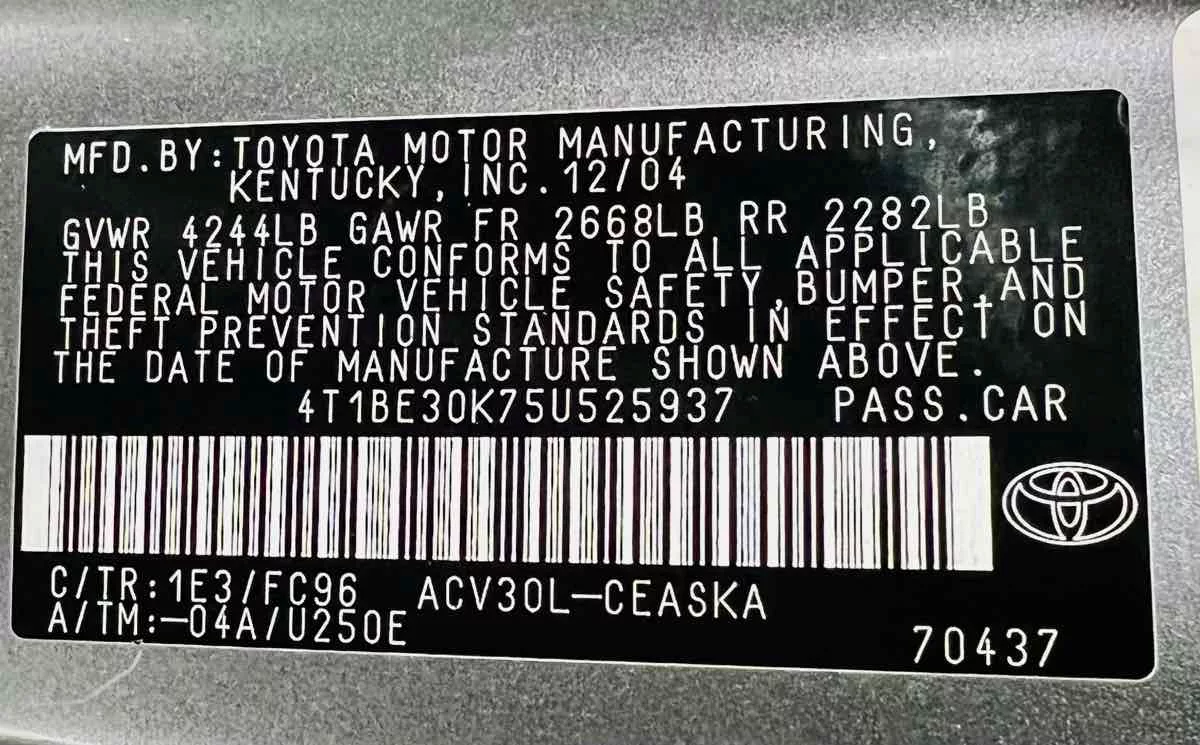 MFD.BY:TOYOTA MOTOR MANUFACTURING,
KENTUCKY, INC. 12/04
GVWR 4244LB GAWR FR 2668LB RR 2282LB
THIS VEHICLE CONFORMS TO ALL APPLICABLE
FEDERAL MOTOR VEHICLE SAFETY,BUMPER,AND
THEFT PREVENTION STANDARDS IN EFFECT ON
THE DATE OF MANUFACTURE SHOWN ABOVE.
4T1BE30K75U525937 PASS.CAR
C/TR:1E3/FC96 ACV30L-CEASKA
A/TM:-04A/U250E
70437